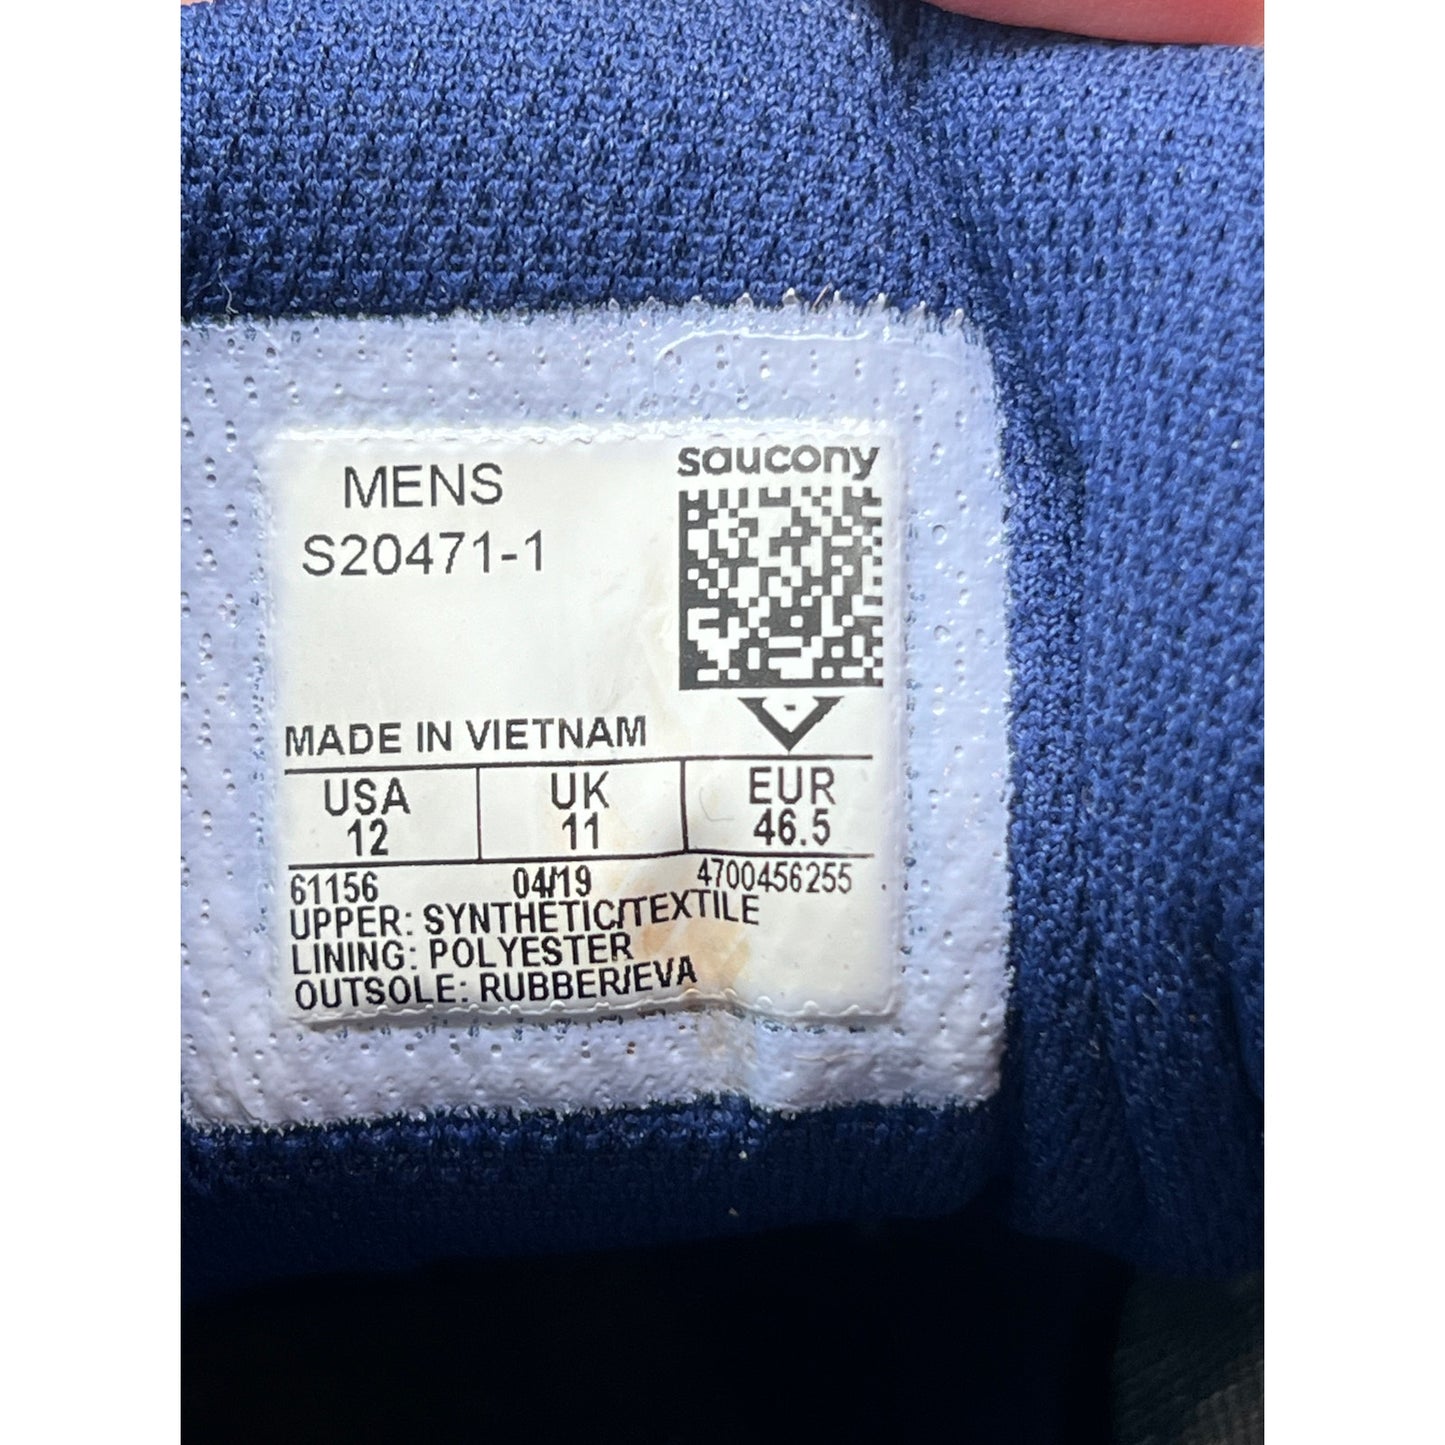 MENS
saucony
S20471-1
MADE IN VIETNAM
USA UK EUR
12 11 46.5
61156 04/19 4700456255
UPPER: SYNTHETIC/TEXTILE
LINING: POLYESTER
OUTSOLE: RUBBER/EVA